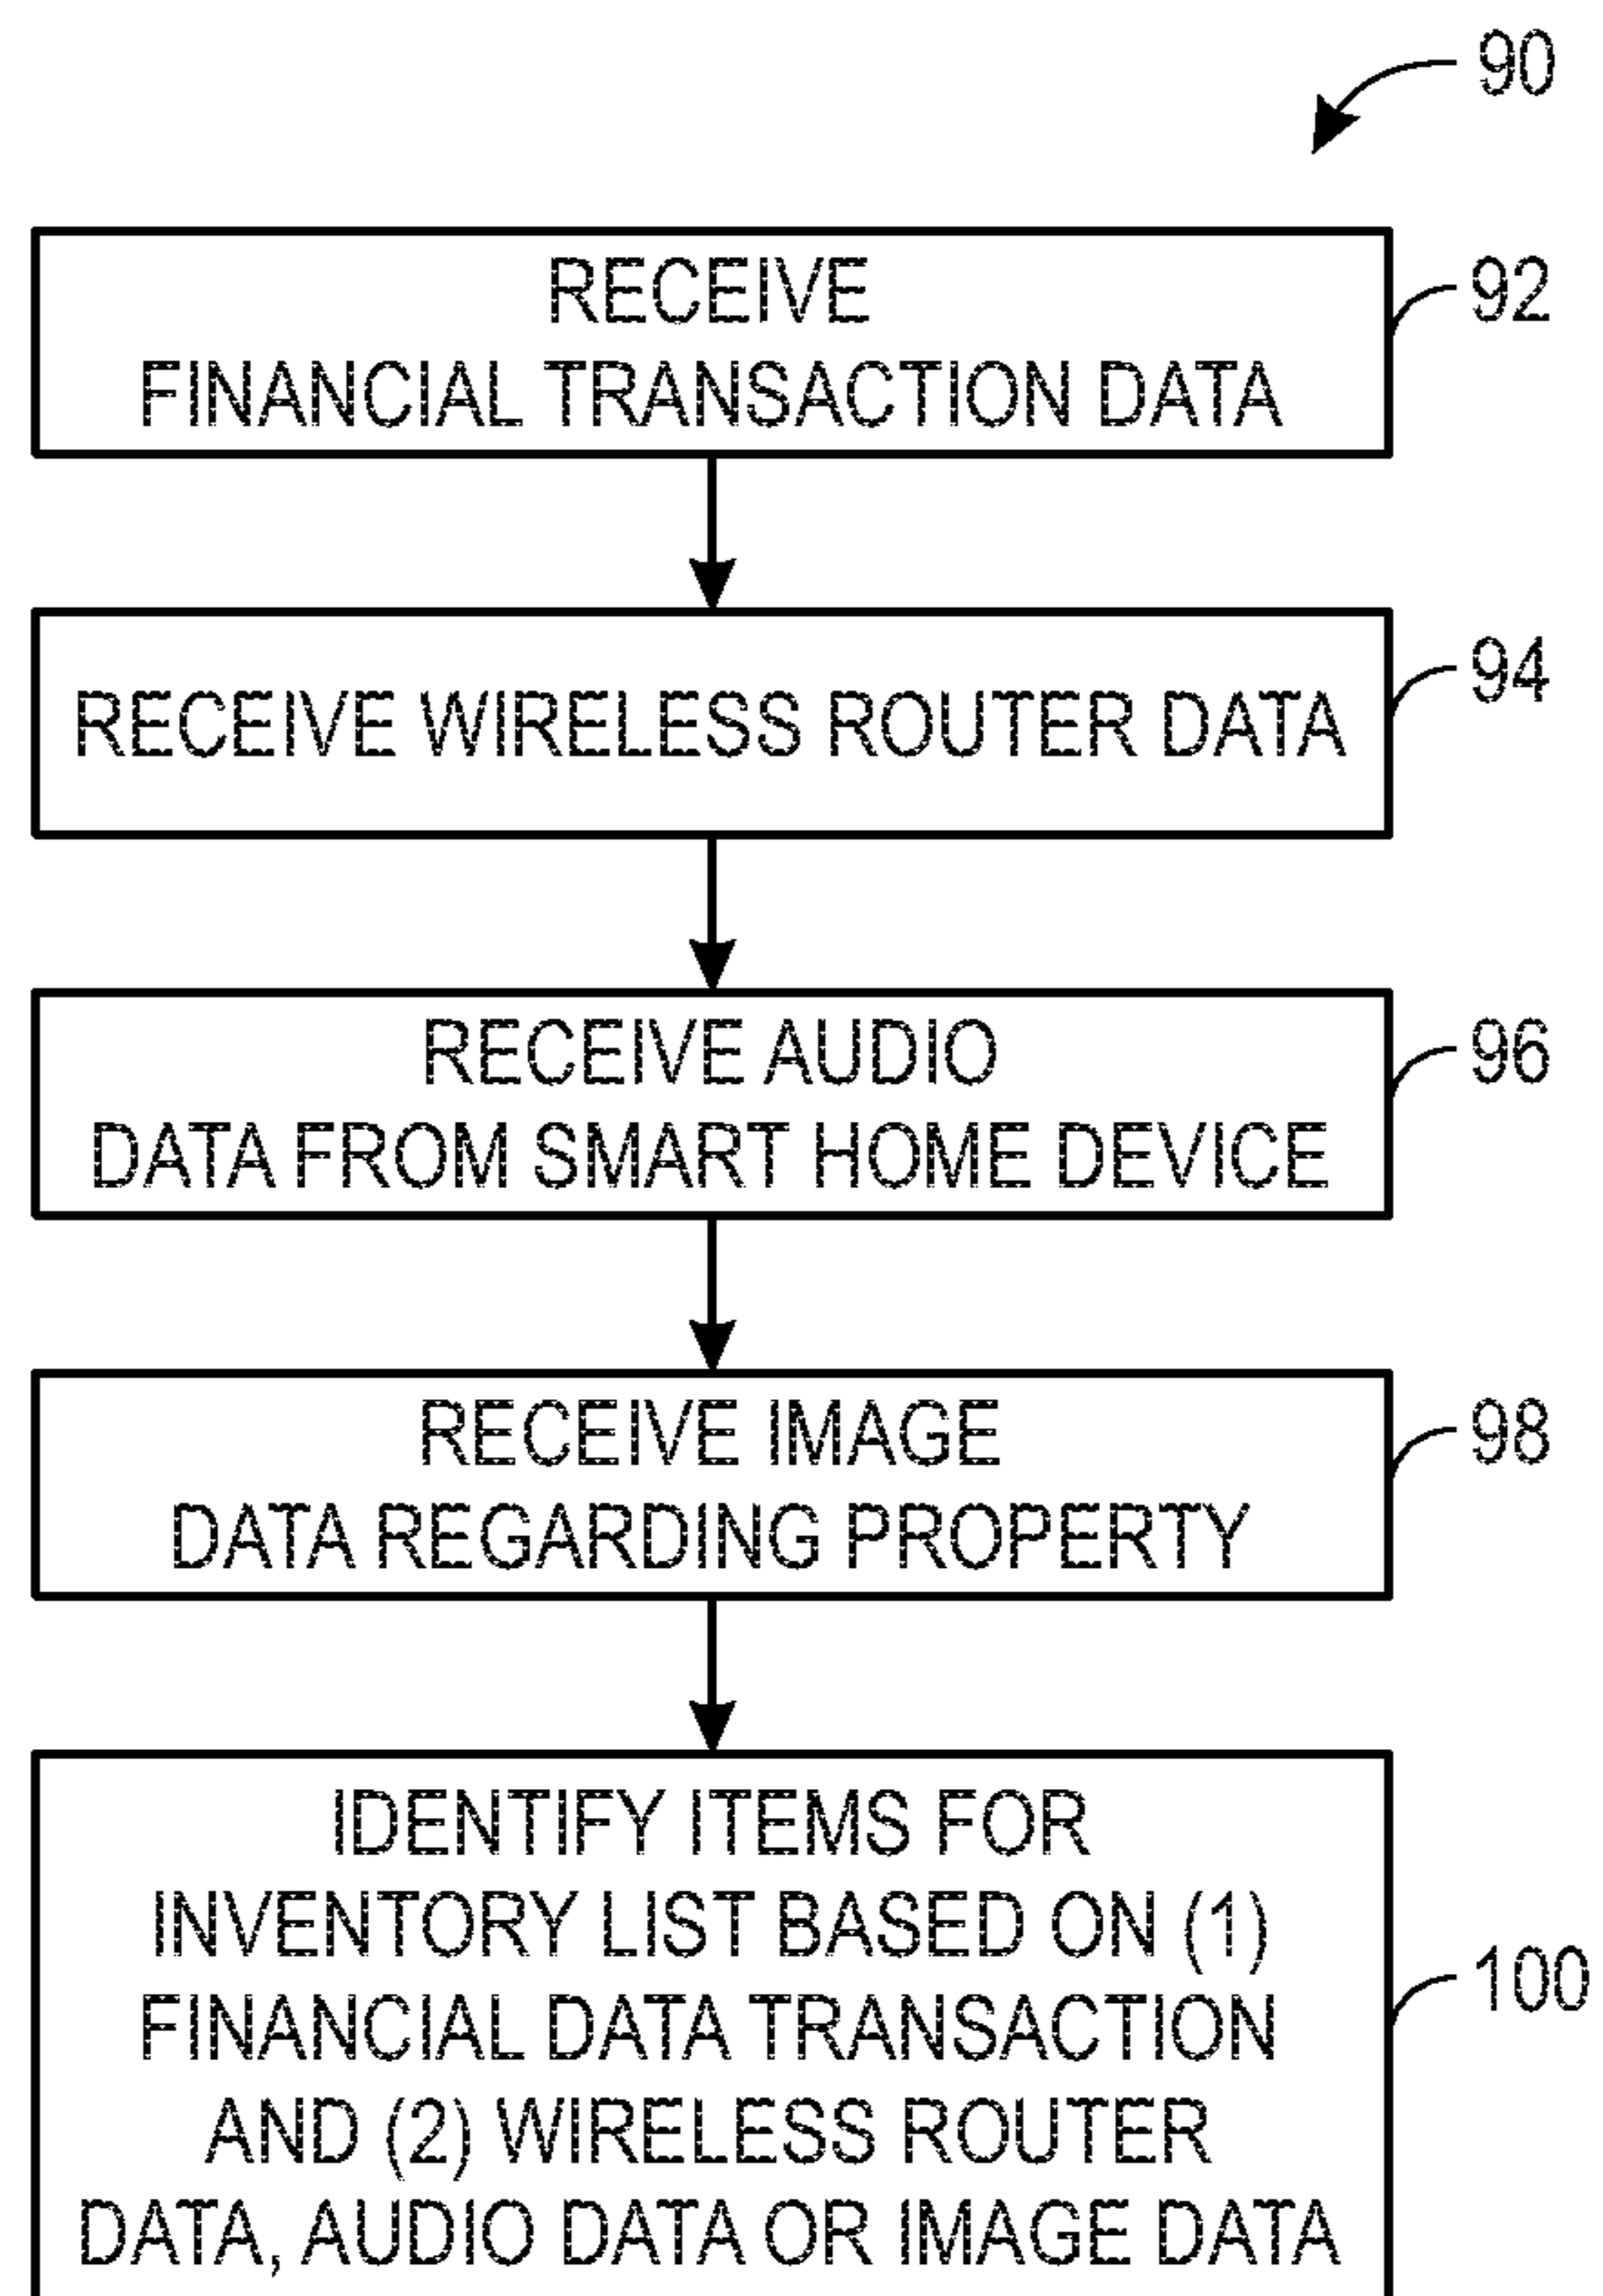 90
RECEIVE
FINANCIAL TRANSACTION DATA
92
RECEIVE WIRELESS ROUTER DATA
94
RECEIVE AUDIO
DATA FROM SMART HOME DEVICE
96
RECEIVE IMAGE
DATA REGARDING PROPERTY
98
IDENTIFY ITEMS FOR
INVENTORY LIST BASED ON (1)
FINANCIAL DATA TRANSACTION
AND (2) WIRELESS ROUTER
DATA, AUDIO DATA OR IMAGE DATA
100